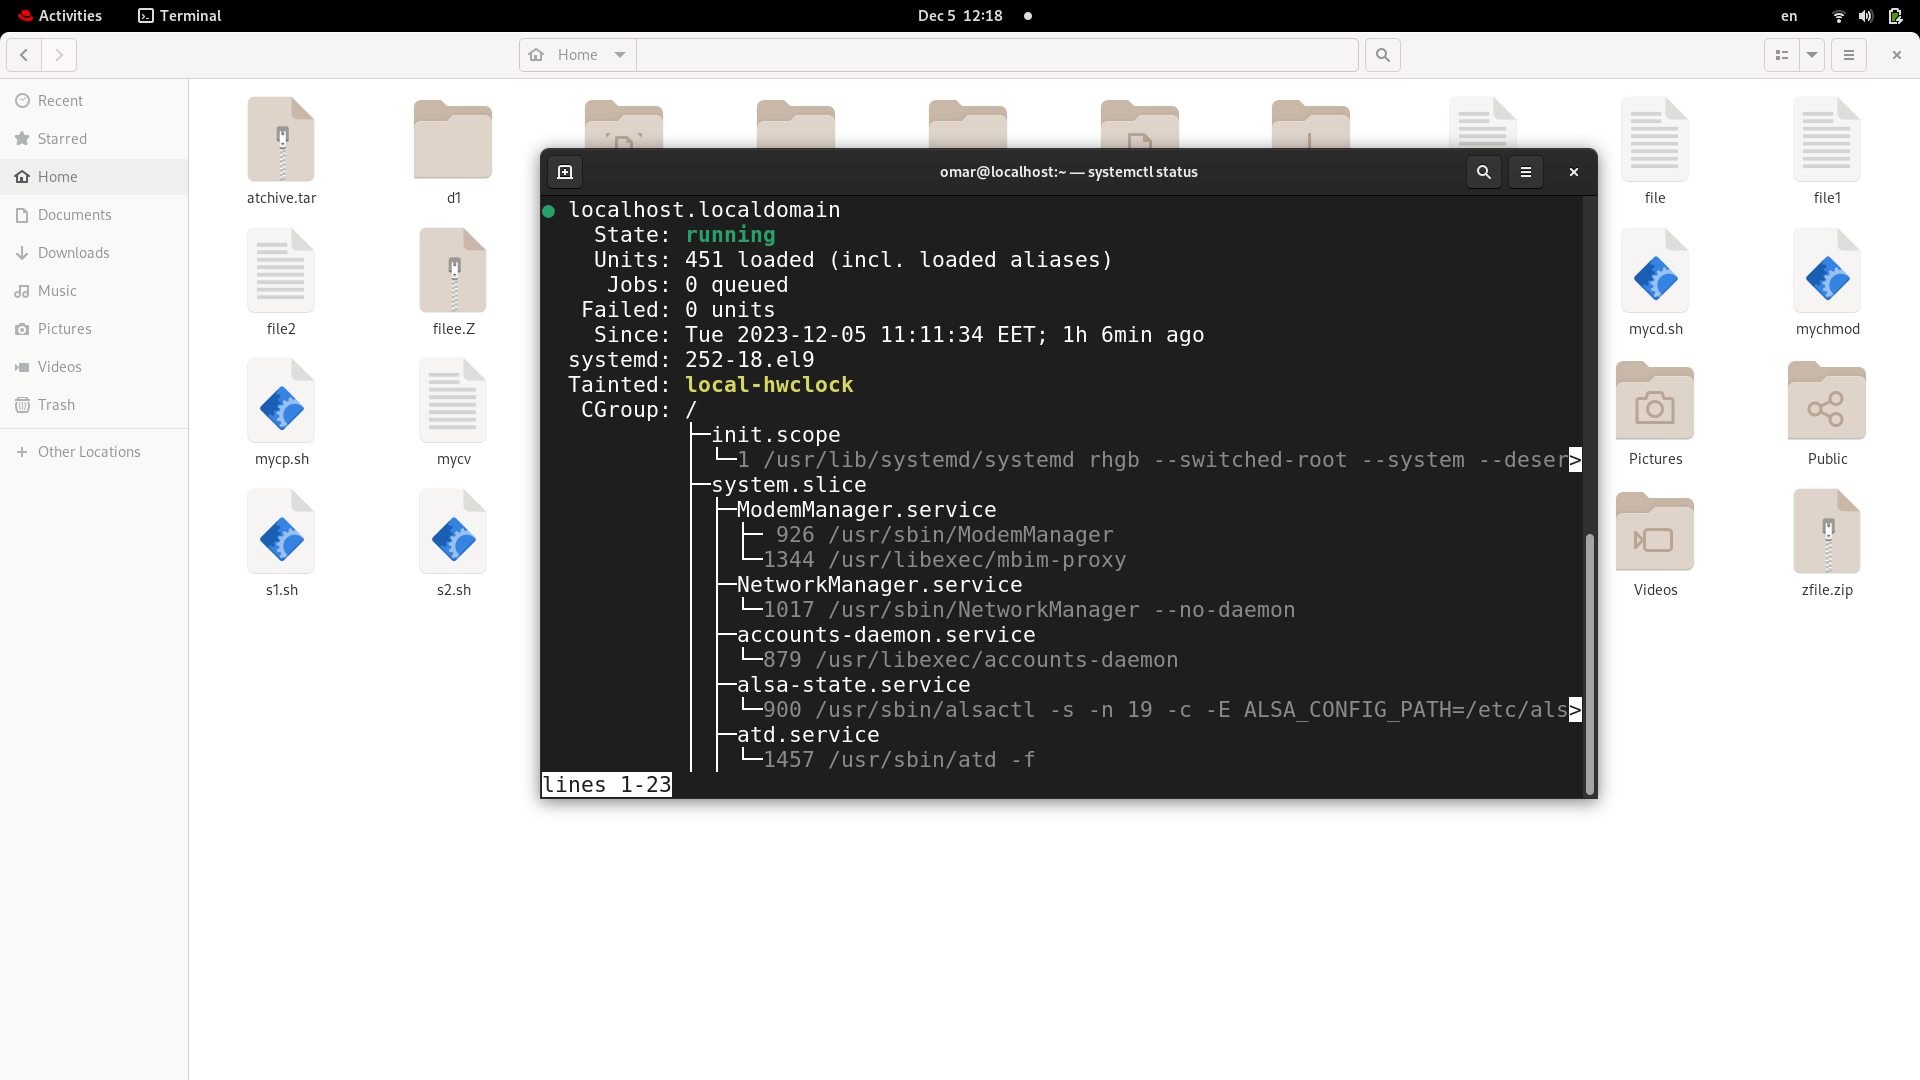 Activities
Terminal
Dec 5 12:18
en
Home
Recent
Starred
Home
Documents
Downloads
Music
Pictures
Videos
Trash
Other Locations
atchive.tar
d1
file
file1
file2
filee.Z
mycd.sh
mychmod
mycp.sh
mycv
Pictures
Public
s1.sh
s2.sh
Videos
zfile.zip
omar@localhost:~ — systemctl status
● localhost.localdomain
State: running
Units: 451 loaded (incl. loaded aliases)
Jobs: 0 queued
Failed: 0 units
Since: Tue 2023-12-05 11:11:34 EET; 1h 6min ago
systemd: 252-18.el9
Tainted: local-hwclock
CGroup: /
├─init.scope
│ └─1 /usr/lib/systemd/systemd rhgb --switched-root --system --deser>
├─system.slice
│ ├─ModemManager.service
│ │ ├─ 926 /usr/sbin/ModemManager
│ │ └─1344 /usr/libexec/mbim-proxy
│ ├─NetworkManager.service
│ │ └─1017 /usr/sbin/NetworkManager --no-daemon
│ ├─accounts-daemon.service
│ │ └─879 /usr/libexec/accounts-daemon
│ ├─alsa-state.service
│ │ └─900 /usr/sbin/alsactl -s -n 19 -c -E ALSA_CONFIG_PATH=/etc/als>
│ ├─atd.service
│ │ └─1457 /usr/sbin/atd -f
lines 1-23